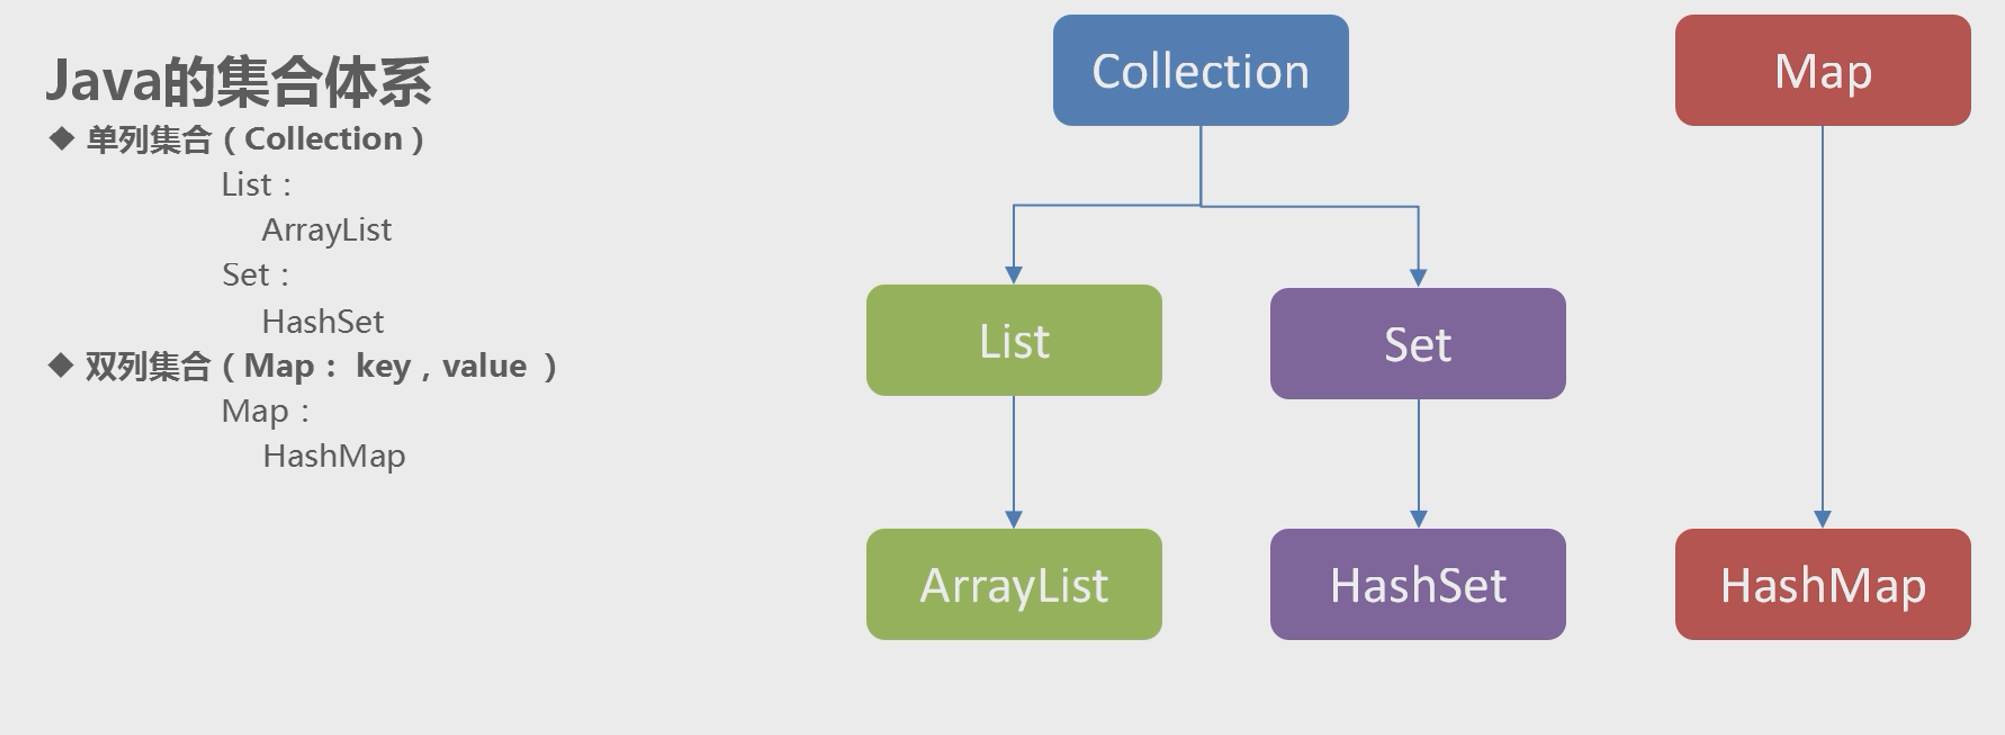 Java的集合体系
◆ 单列集合（Collection）
List：
ArrayList
Set：
HashSet
◆ 双列集合（Map： key，value ）
Map：
HashMap
Collection
Map
List
Set
ArrayList
HashSet
HashMap